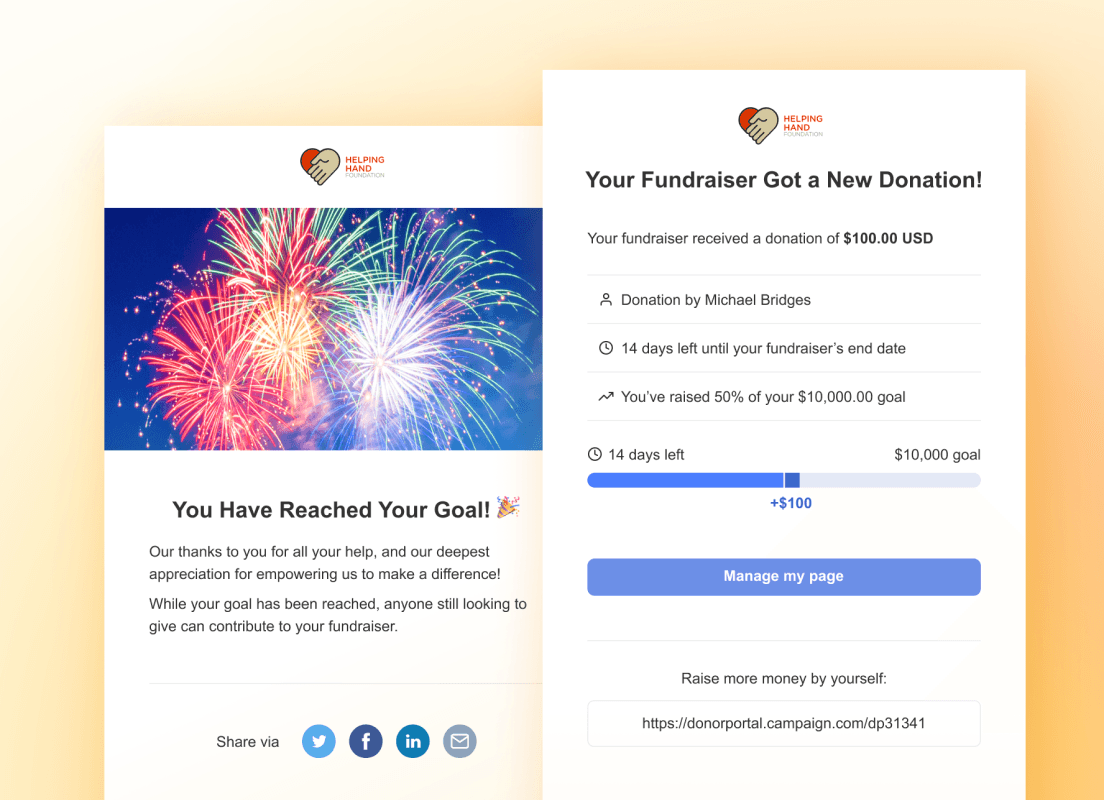 HELPING
HAND
FOUNDATION
You Have Reached Your Goal! 🎉
Our thanks to you for all your help, and our deepest
appreciation for empowering us to make a difference!
While your goal has been reached, anyone still looking to
give can contribute to your fundraiser.
Share via
HELPING
HAND
FOUNDATION
Your Fundraiser Got a New Donation!
Your fundraiser received a donation of $100.00 USD
Donation by Michael Bridges
14 days left until your fundraiser’s end date
You’ve raised 50% of your $10,000.00 goal
14 days left $10,000 goal
+$100
Manage my page
Raise more money by yourself:
https://donorportal.campaign.com/dp31341